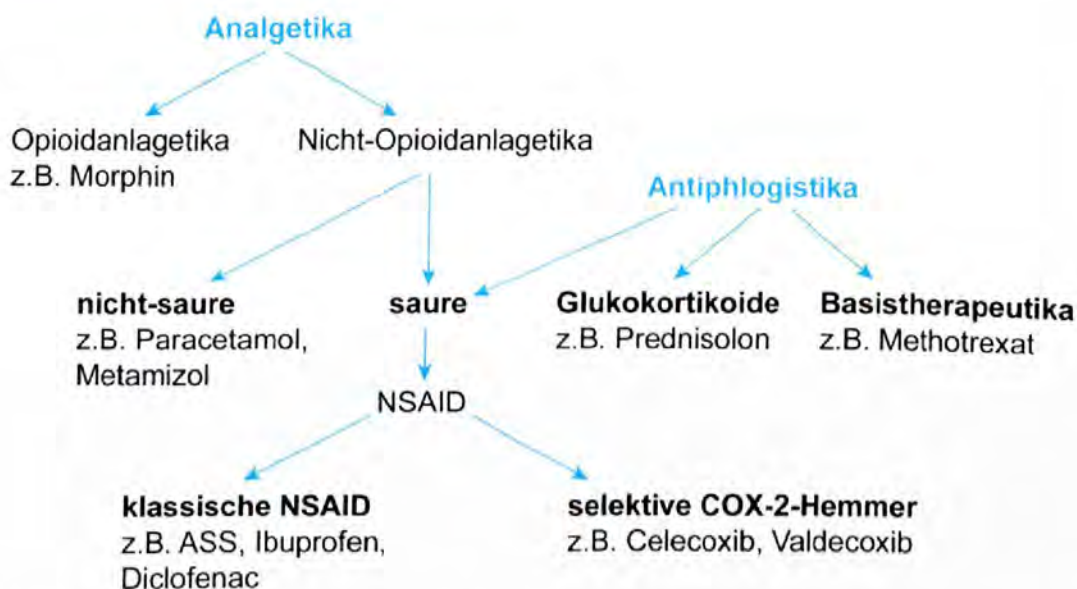 Analgetika
Opioidanlagetika
z.B. Morphin
Nicht-Opioidanlagetika
Antiphlogistika
nicht-saure
z.B. Paracetamol,
Metamizol
saure
Glukokortikoide
z.B. Prednisolon
Basistherapeutika
z.B. Methotrexat
NSAID
klassische NSAID
z.B. ASS, Ibuprofen,
Diclofenac
selektive COX-2-Hemmer
z.B. Celecoxib, Valdecoxib